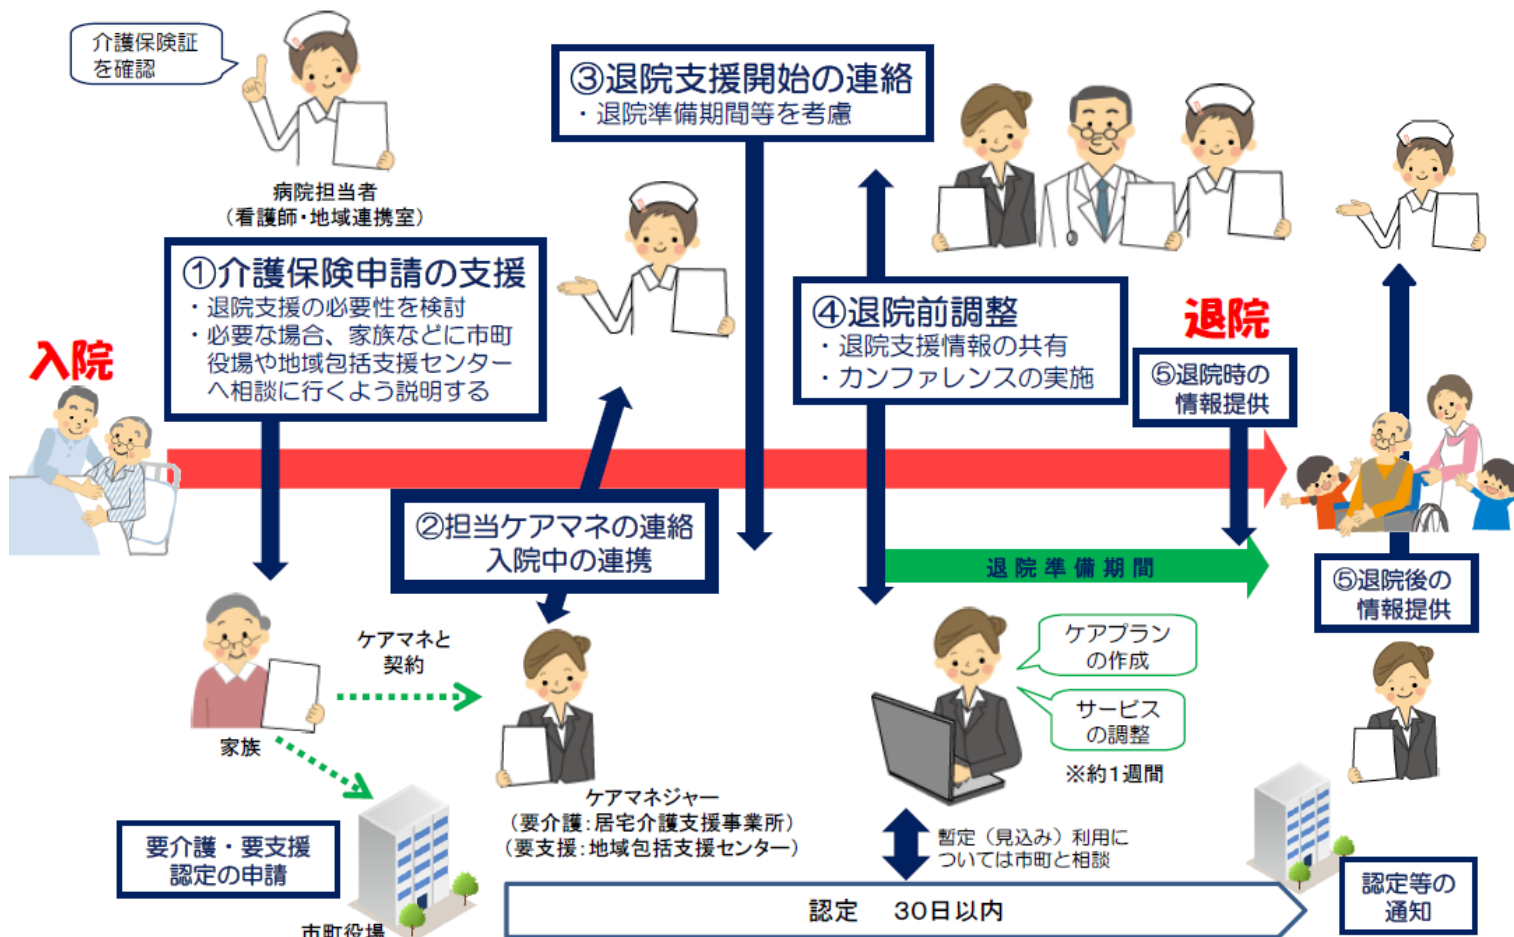 介護保険証
を確認
病院担当者
（看護師・地域連携室）
①介護保険申請の支援
・退院支援の必要性を検討
・必要な場合、家族などに市町
役場や地域包括支援センター
へ相談に行くよう説明する
入院
②担当ケアマネの連絡
入院中の連携
③退院支援開始の連絡
・退院準備期間等を考慮
④退院前調整
・退院支援情報の共有
・カンファレンスの実施
退院
⑤退院時の
情報提供
退院準備期間
⑤退院後の
情報提供
ケアマネと
契約
家族
ケアマネジャー
（要介護：居宅介護支援事業所）
（要支援：地域包括支援センター）
ケアプラン
の作成
サービス
の調整
※約1週間
要介護・要支援
認定の申請
市町役場
暫定（見込み）利用に
ついては市町と相談
認定　30日以内
認定等の
通知